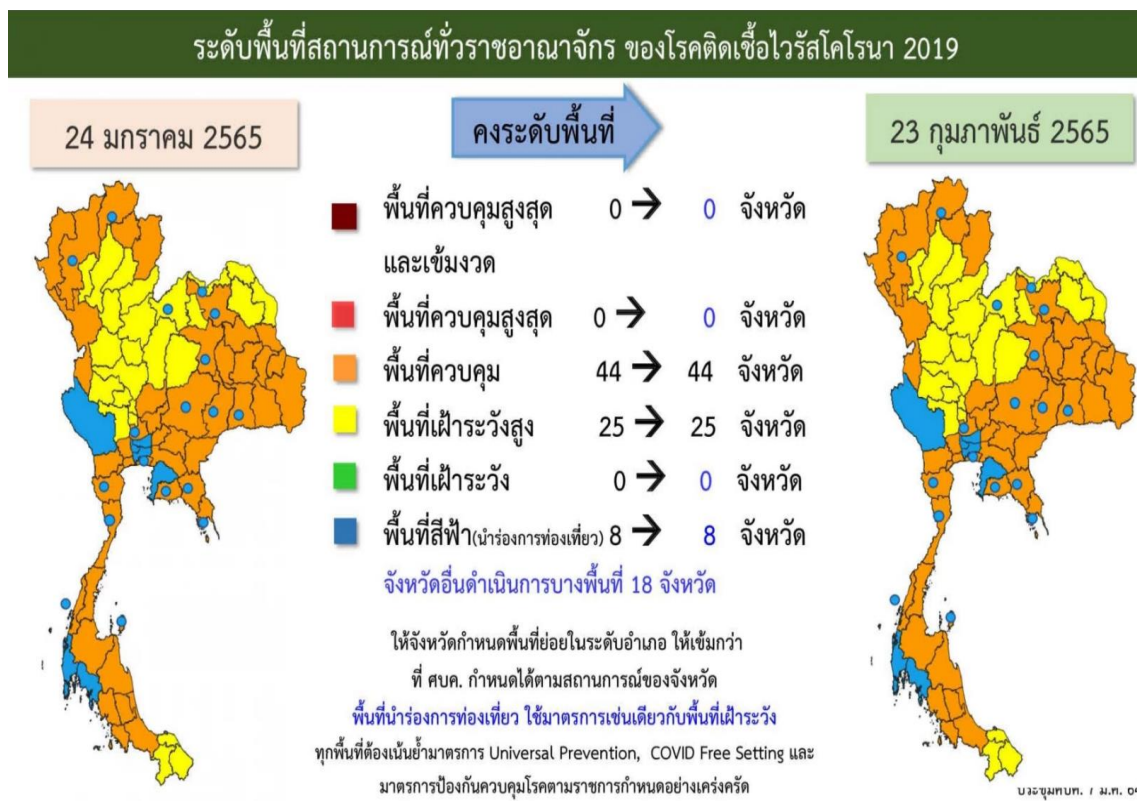 ระดับพื้นที่สถานการณ์ทั่วราชอาณาจักร ของโรคติดเชื้อไวรัสโคโรนา 2019
24 มกราคม 2565
คงระดับพื้นที่
23 กุมภาพันธ์ 2565
พื้นที่ควบคุมสูงสุด 0 → 0 จังหวัด
และเข้มงวด
พื้นที่ควบคุมสูงสุด 0 → 0 จังหวัด
พื้นที่ควบคุม 44 → 44 จังหวัด
พื้นที่เฝ้าระวังสูง 25 → 25 จังหวัด
พื้นที่เฝ้าระวัง 0 → 0 จังหวัด
พื้นที่สีฟ้า(นำร่องการท่องเที่ยว) 8 → 8 จังหวัด
จังหวัดอื่นดำเนินการบางพื้นที่ 18 จังหวัด
ให้จังหวัดกำหนดพื้นที่ย่อยในระดับอำเภอ ให้เข้มกว่า
ที่ ศบค. กำหนดได้ตามสถานการณ์ของจังหวัด
พื้นที่นำร่องการท่องเที่ยว ใช้มาตรการเช่นเดียวกับพื้นที่เฝ้าระวัง
ทุกพื้นที่ต้องเน้นย้ำมาตรการ Universal Prevention, COVID Free Setting และ
มาตรการป้องกันควบคุมโรคตามราชการกำหนดอย่างเคร่งครัด